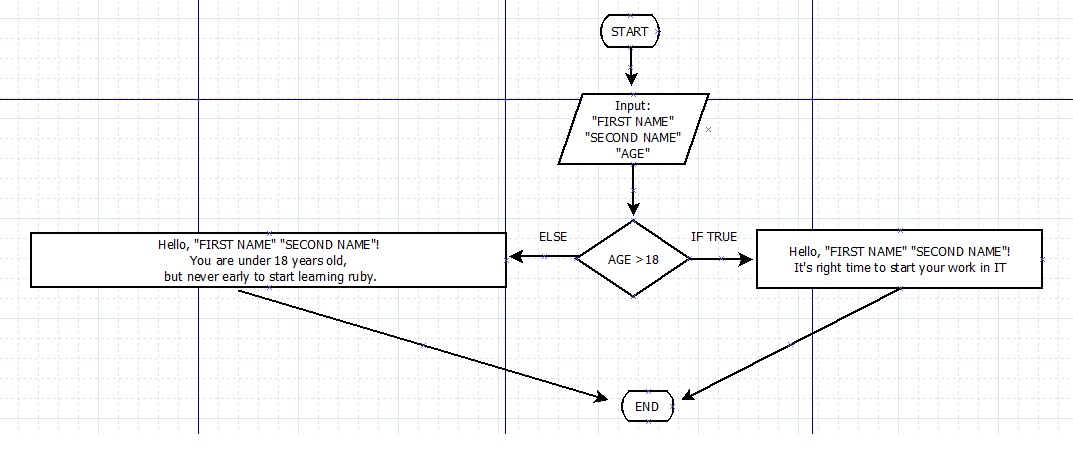 START
Input:
"FIRST NAME"
"SECOND NAME"
"AGE"
ELSE
IF TRUE
AGE > 18
Hello, "FIRST NAME" "SECOND NAME"!
You are under 18 years old,
but never early to start learning ruby.
Hello, "FIRST NAME" "SECOND NAME"!
It's right time to start your work in IT
END